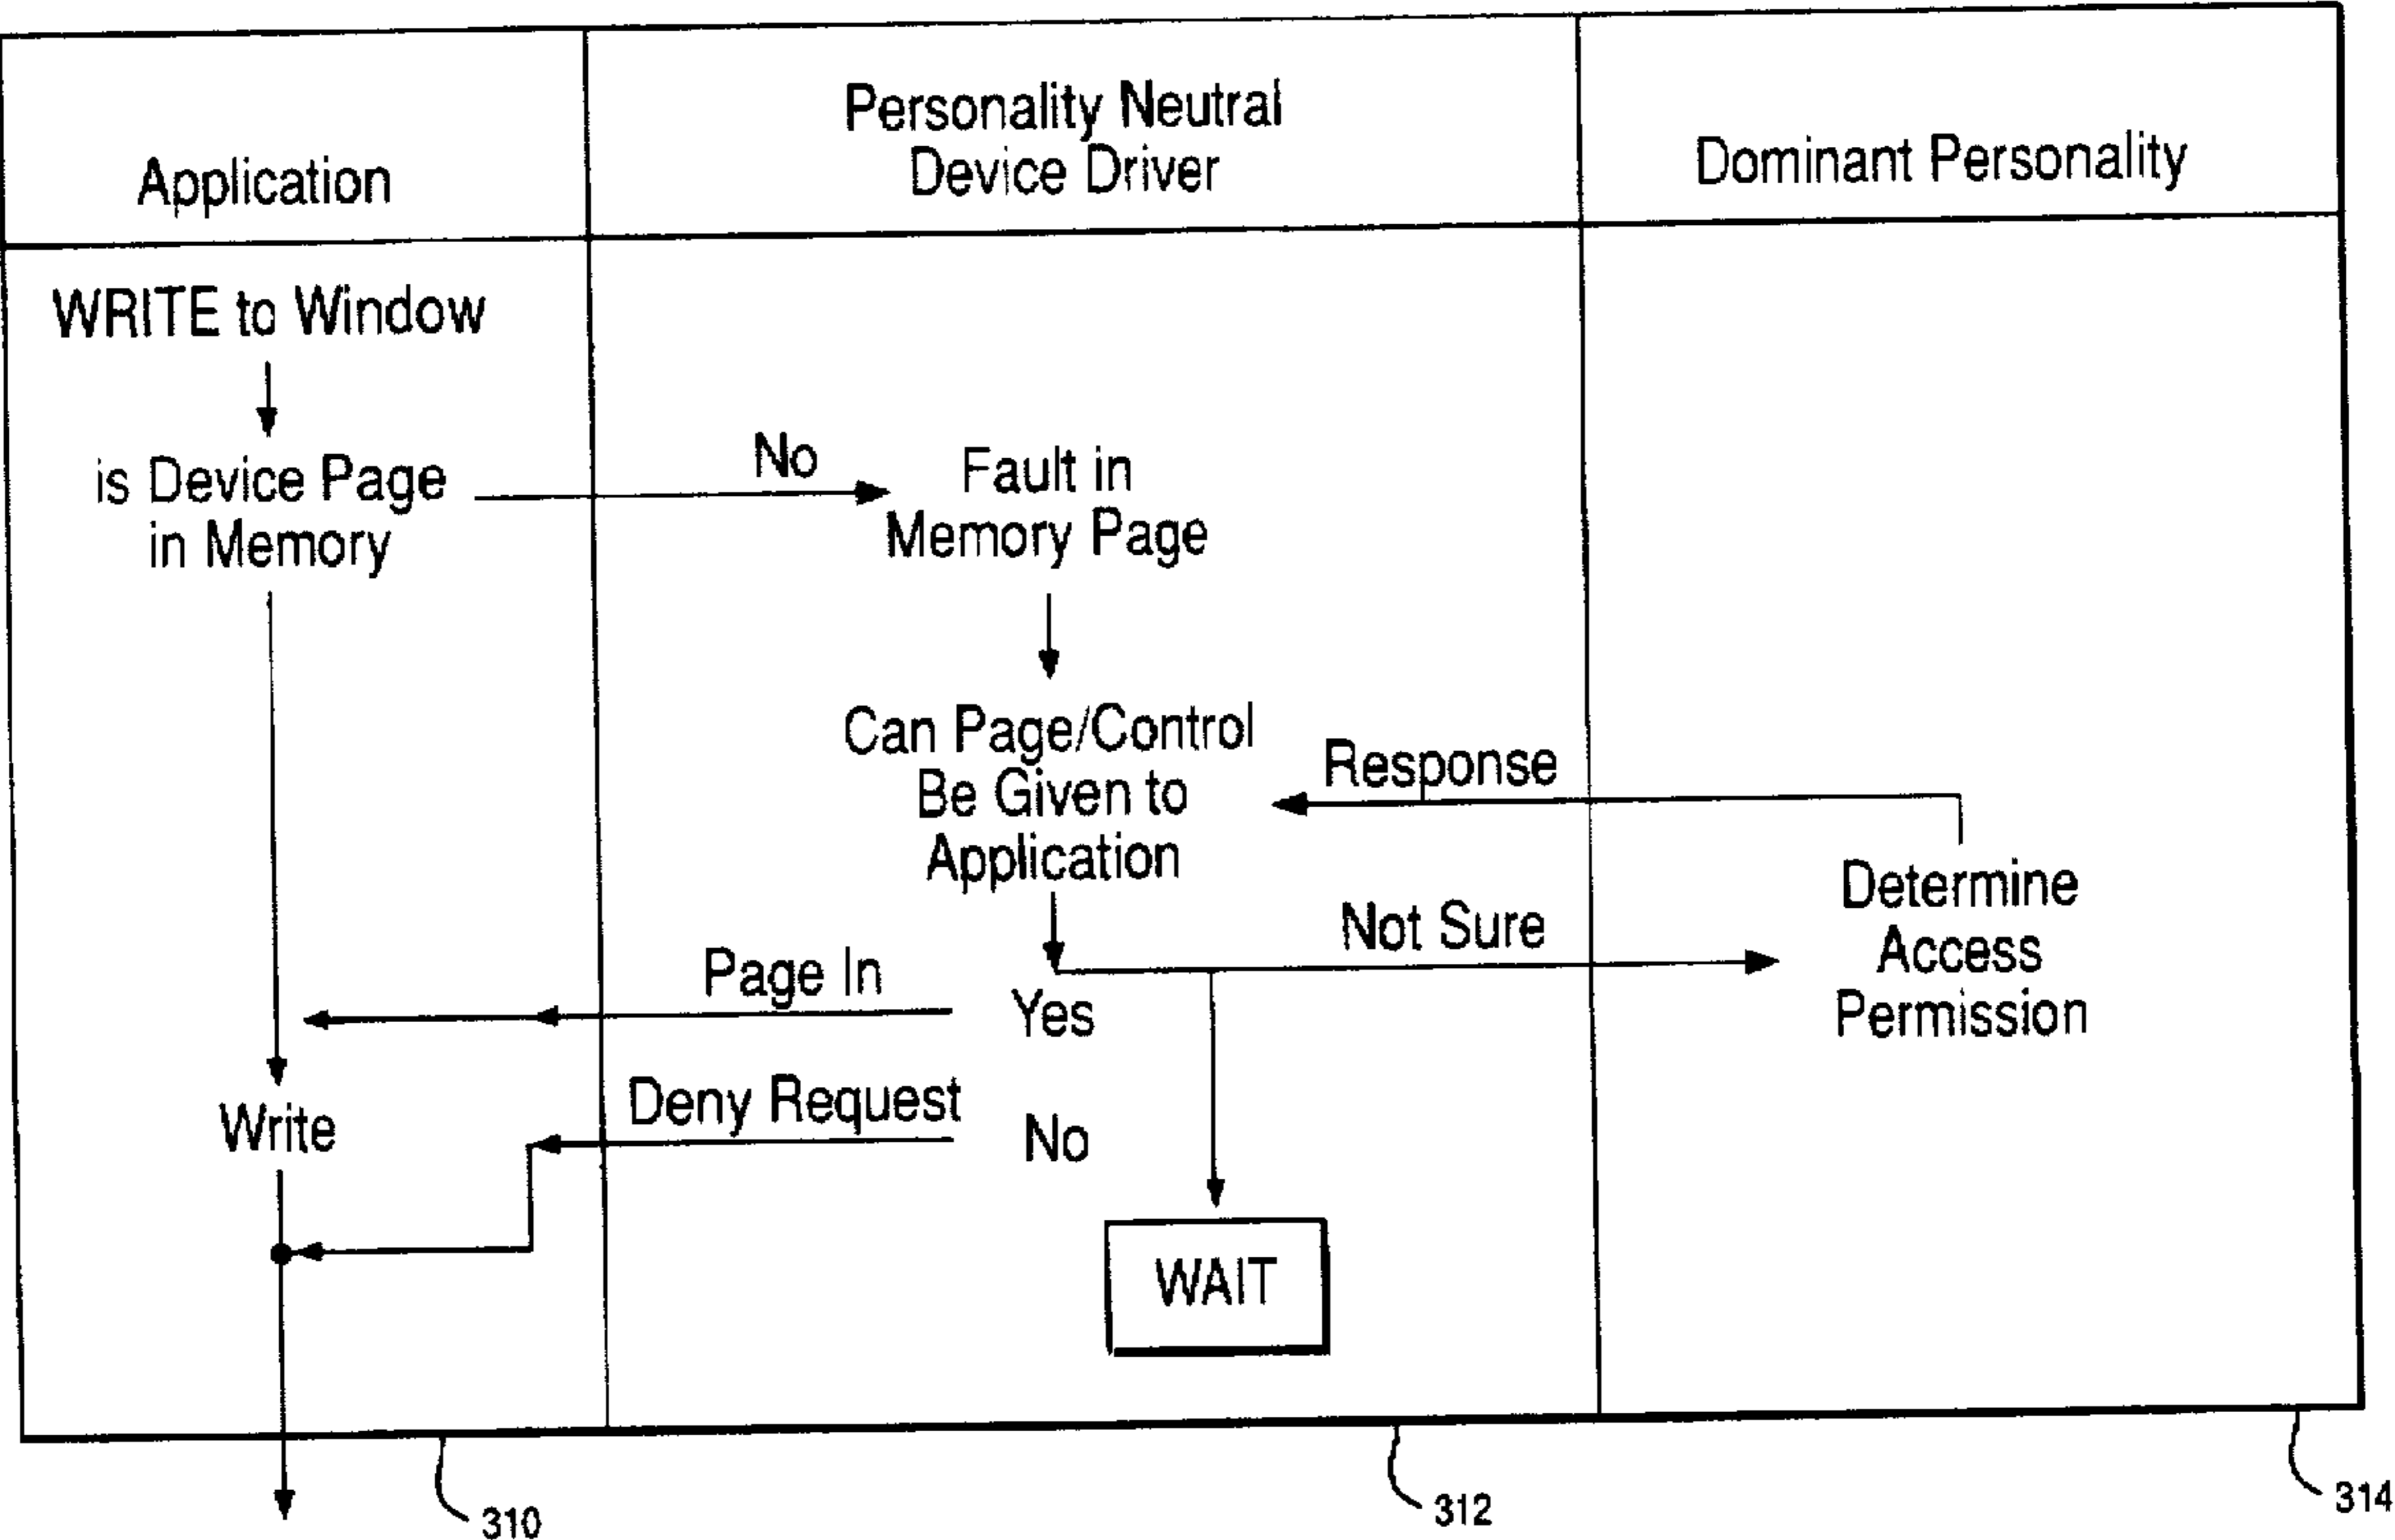 Application
Personality Neutral
Device Driver
Dominant Personality
WRITE to Window
is Device Page
in Memory
No
Fault in
Memory Page
Can Page/Control
Be Given to
Application
Response
Determine
Access
Permission
Not Sure
Page In
Yes
Deny Request
No
Write
WAIT
310
312
314